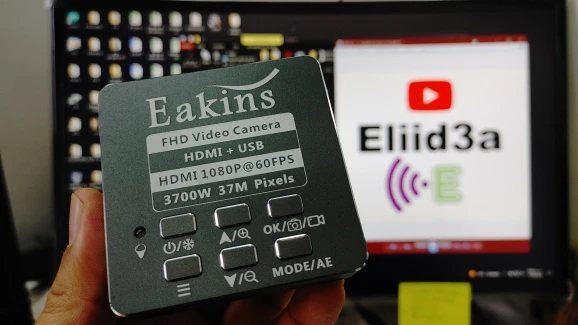 Eakins
FHD Video Camera
HDMI + USB
HDMI 1080P@60FPS
3700W 37M Pixels
OK/
MODE/AE
Eliid3a
E